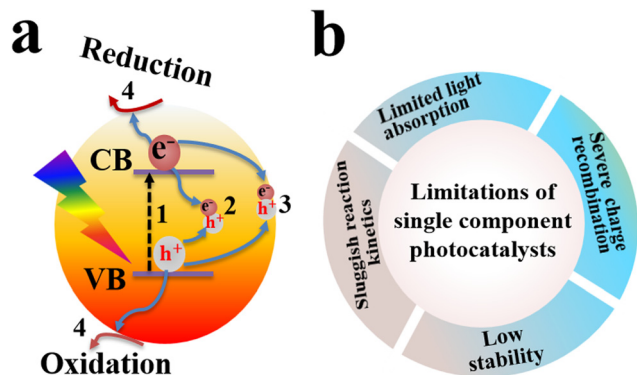 a
Reduction
4
e⁻
CB
1
e⁻
h⁺
2
e⁻
h⁺
3
h⁺
VB
4
Oxidation
b
Limited light
absorption
Severe charge
recombination
Sluggish reaction
kinetics
Low
stability
Limitations of
single component
photocatalysts